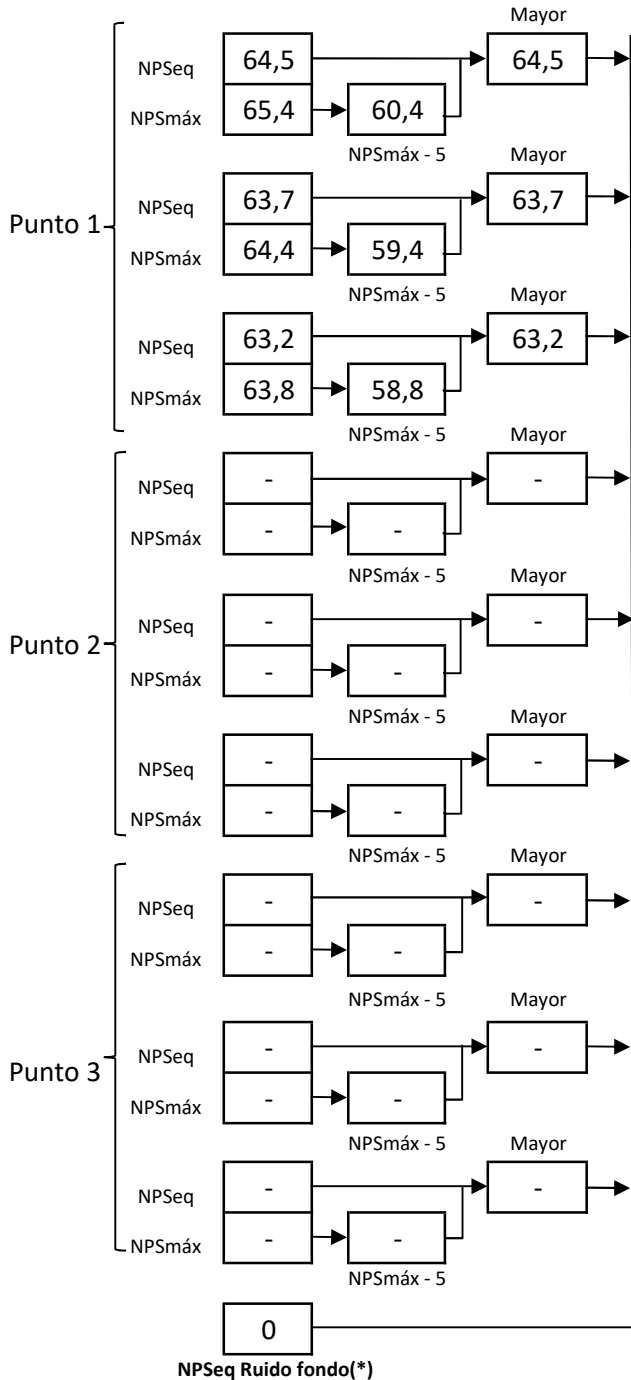 Mayor
NPSeq 64,5 64,5
NPSmáx 65,4 60,4
NPSmáx - 5 Mayor
NPSeq 63,7 63,7
Punto 1
NPSmáx 64,4 59,4
NPSmáx - 5 Mayor
NPSeq 63,2 63,2
NPSmáx 63,8 58,8
NPSmáx - 5 Mayor
NPSeq - -
NPSmáx - -
NPSmáx - 5 Mayor
NPSeq - -
Punto 2
NPSmáx - -
NPSmáx - 5 Mayor
NPSeq - -
NPSmáx - -
NPSmáx - 5 Mayor
NPSeq - -
NPSmáx - -
NPSmáx - 5 Mayor
NPSeq - -
Punto 3
NPSmáx - -
NPSmáx - 5 Mayor
NPSeq - -
NPSmáx - -
NPSmáx - 5
0
NPSeq Ruido fondo(*)